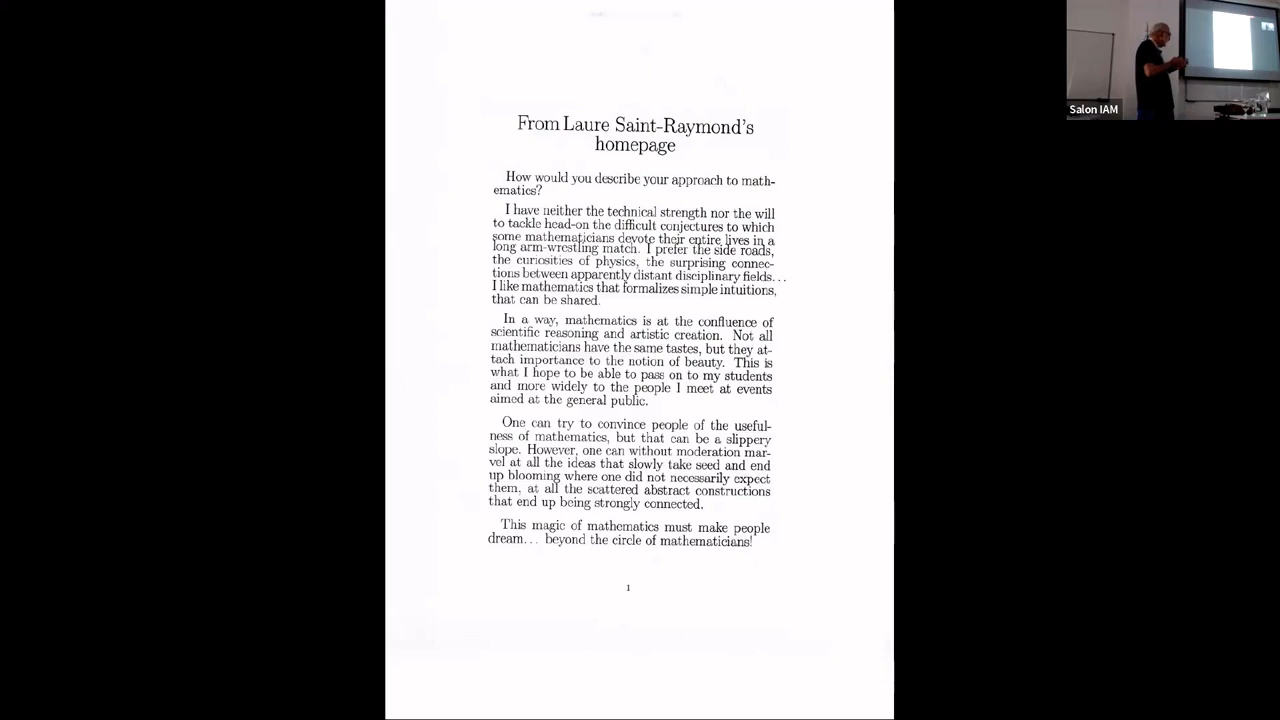 From Laure Saint-Raymond's
homepage
How would you describe your approach to math-
ematics?
I have neither the technical strength nor the will
to tackle head-on the difficult conjectures to which
some mathematicians devote their entire lives in a
long arm-wrestling match. I prefer the side roads,
the curiosities of physics, the surprising connec-
tions between apparently distant disciplinary fields...
I like mathematics that formalizes simple intuitions,
that can be shared.
In a way, mathematics is at the confluence of
scientific reasoning and artistic creation. Not all
mathematicians have the same tastes, but they at-
tach importance to the notion of beauty. This is
what I hope to be able to pass on to my students
and more widely to the people I meet at events
aimed at the general public.
One can try to convince people of the useful-
ness of mathematics, but that can be a slippery
slope. However, one can without moderation mar-
vel at all the ideas that slowly take seed and end
up blooming where one did not necessarily expect
them, at all the scattered abstract constructions
that end up being strongly connected.
This magic of mathematics must make people
dream... beyond the circle of mathematicians!
1
Salon IAM